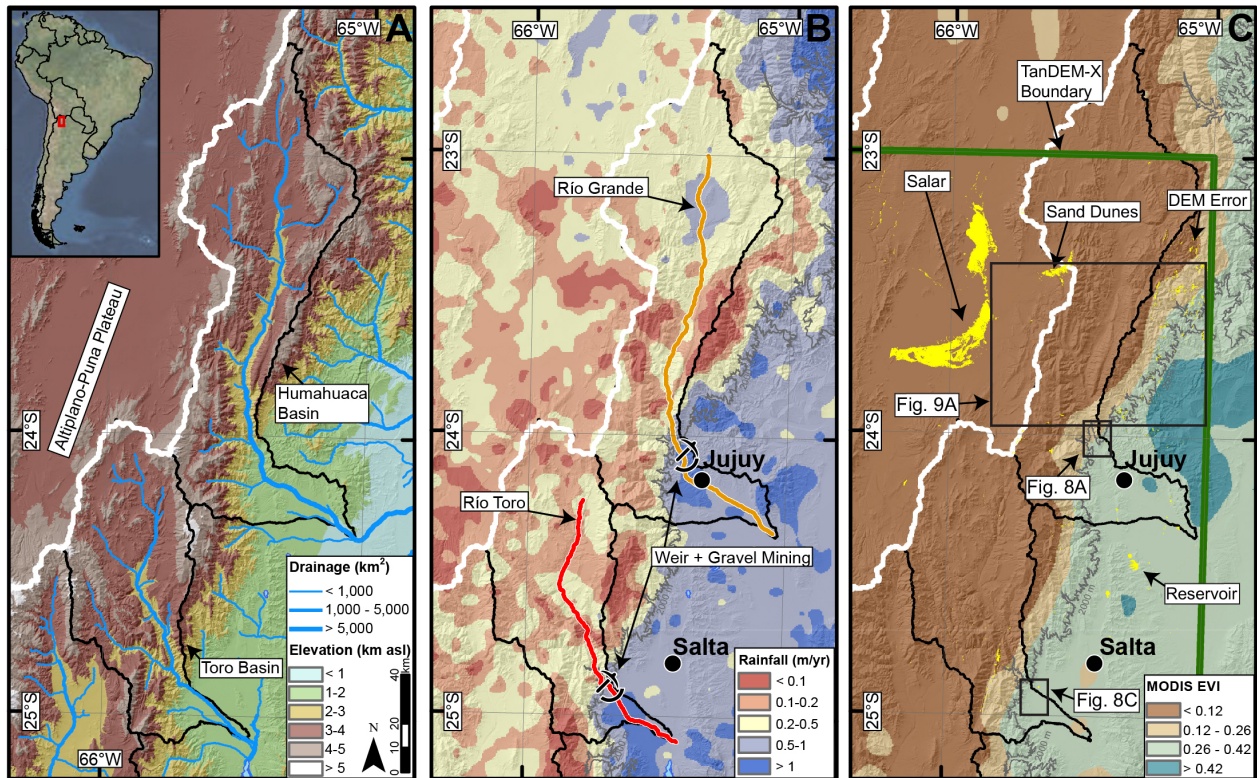 A
65°W
Altiplano-Puna Plateau
Humahuaca
Basin
Toro Basin
66°W
N
km
40
20
10
0
Drainage (km²)
< 1,000
1,000 - 5,000
> 5,000
Elevation (km asl)
< 1
1-2
2-3
3-4
4-5
> 5
B
66°W
65°W
23°S
24°S
25°S
Río Grande
Jujuy
Río Toro
Weir + Gravel Mining
Salta
Rainfall (m/yr)
< 0.1
0.1-0.2
0.2-0.5
0.5-1
> 1
C
66°W
65°W
TanDEM-X
Boundary
23°S
Salar
Sand Dunes
DEM Error
Fig. 9A
24°S
Fig. 8A
Jujuy
2000 m
Reservoir
Salta
Fig. 8C
25°S
2000 m
MODIS EVI
< 0.12
0.12 - 0.26
0.26 - 0.42
> 0.42
23°S
24°S
25°S